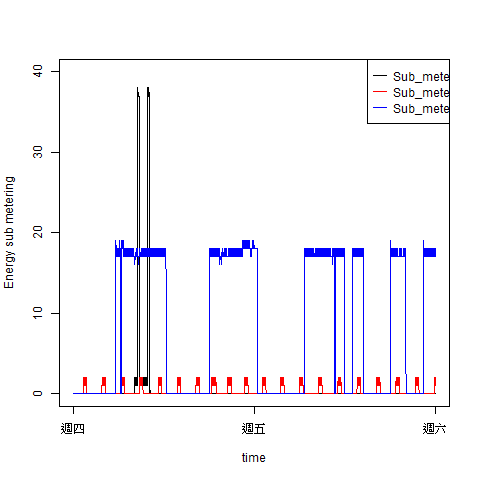 Sub_mete
Sub_mete
Sub_mete
Energy sub metering
40
30
20
10
0
週四
週五
週六
time